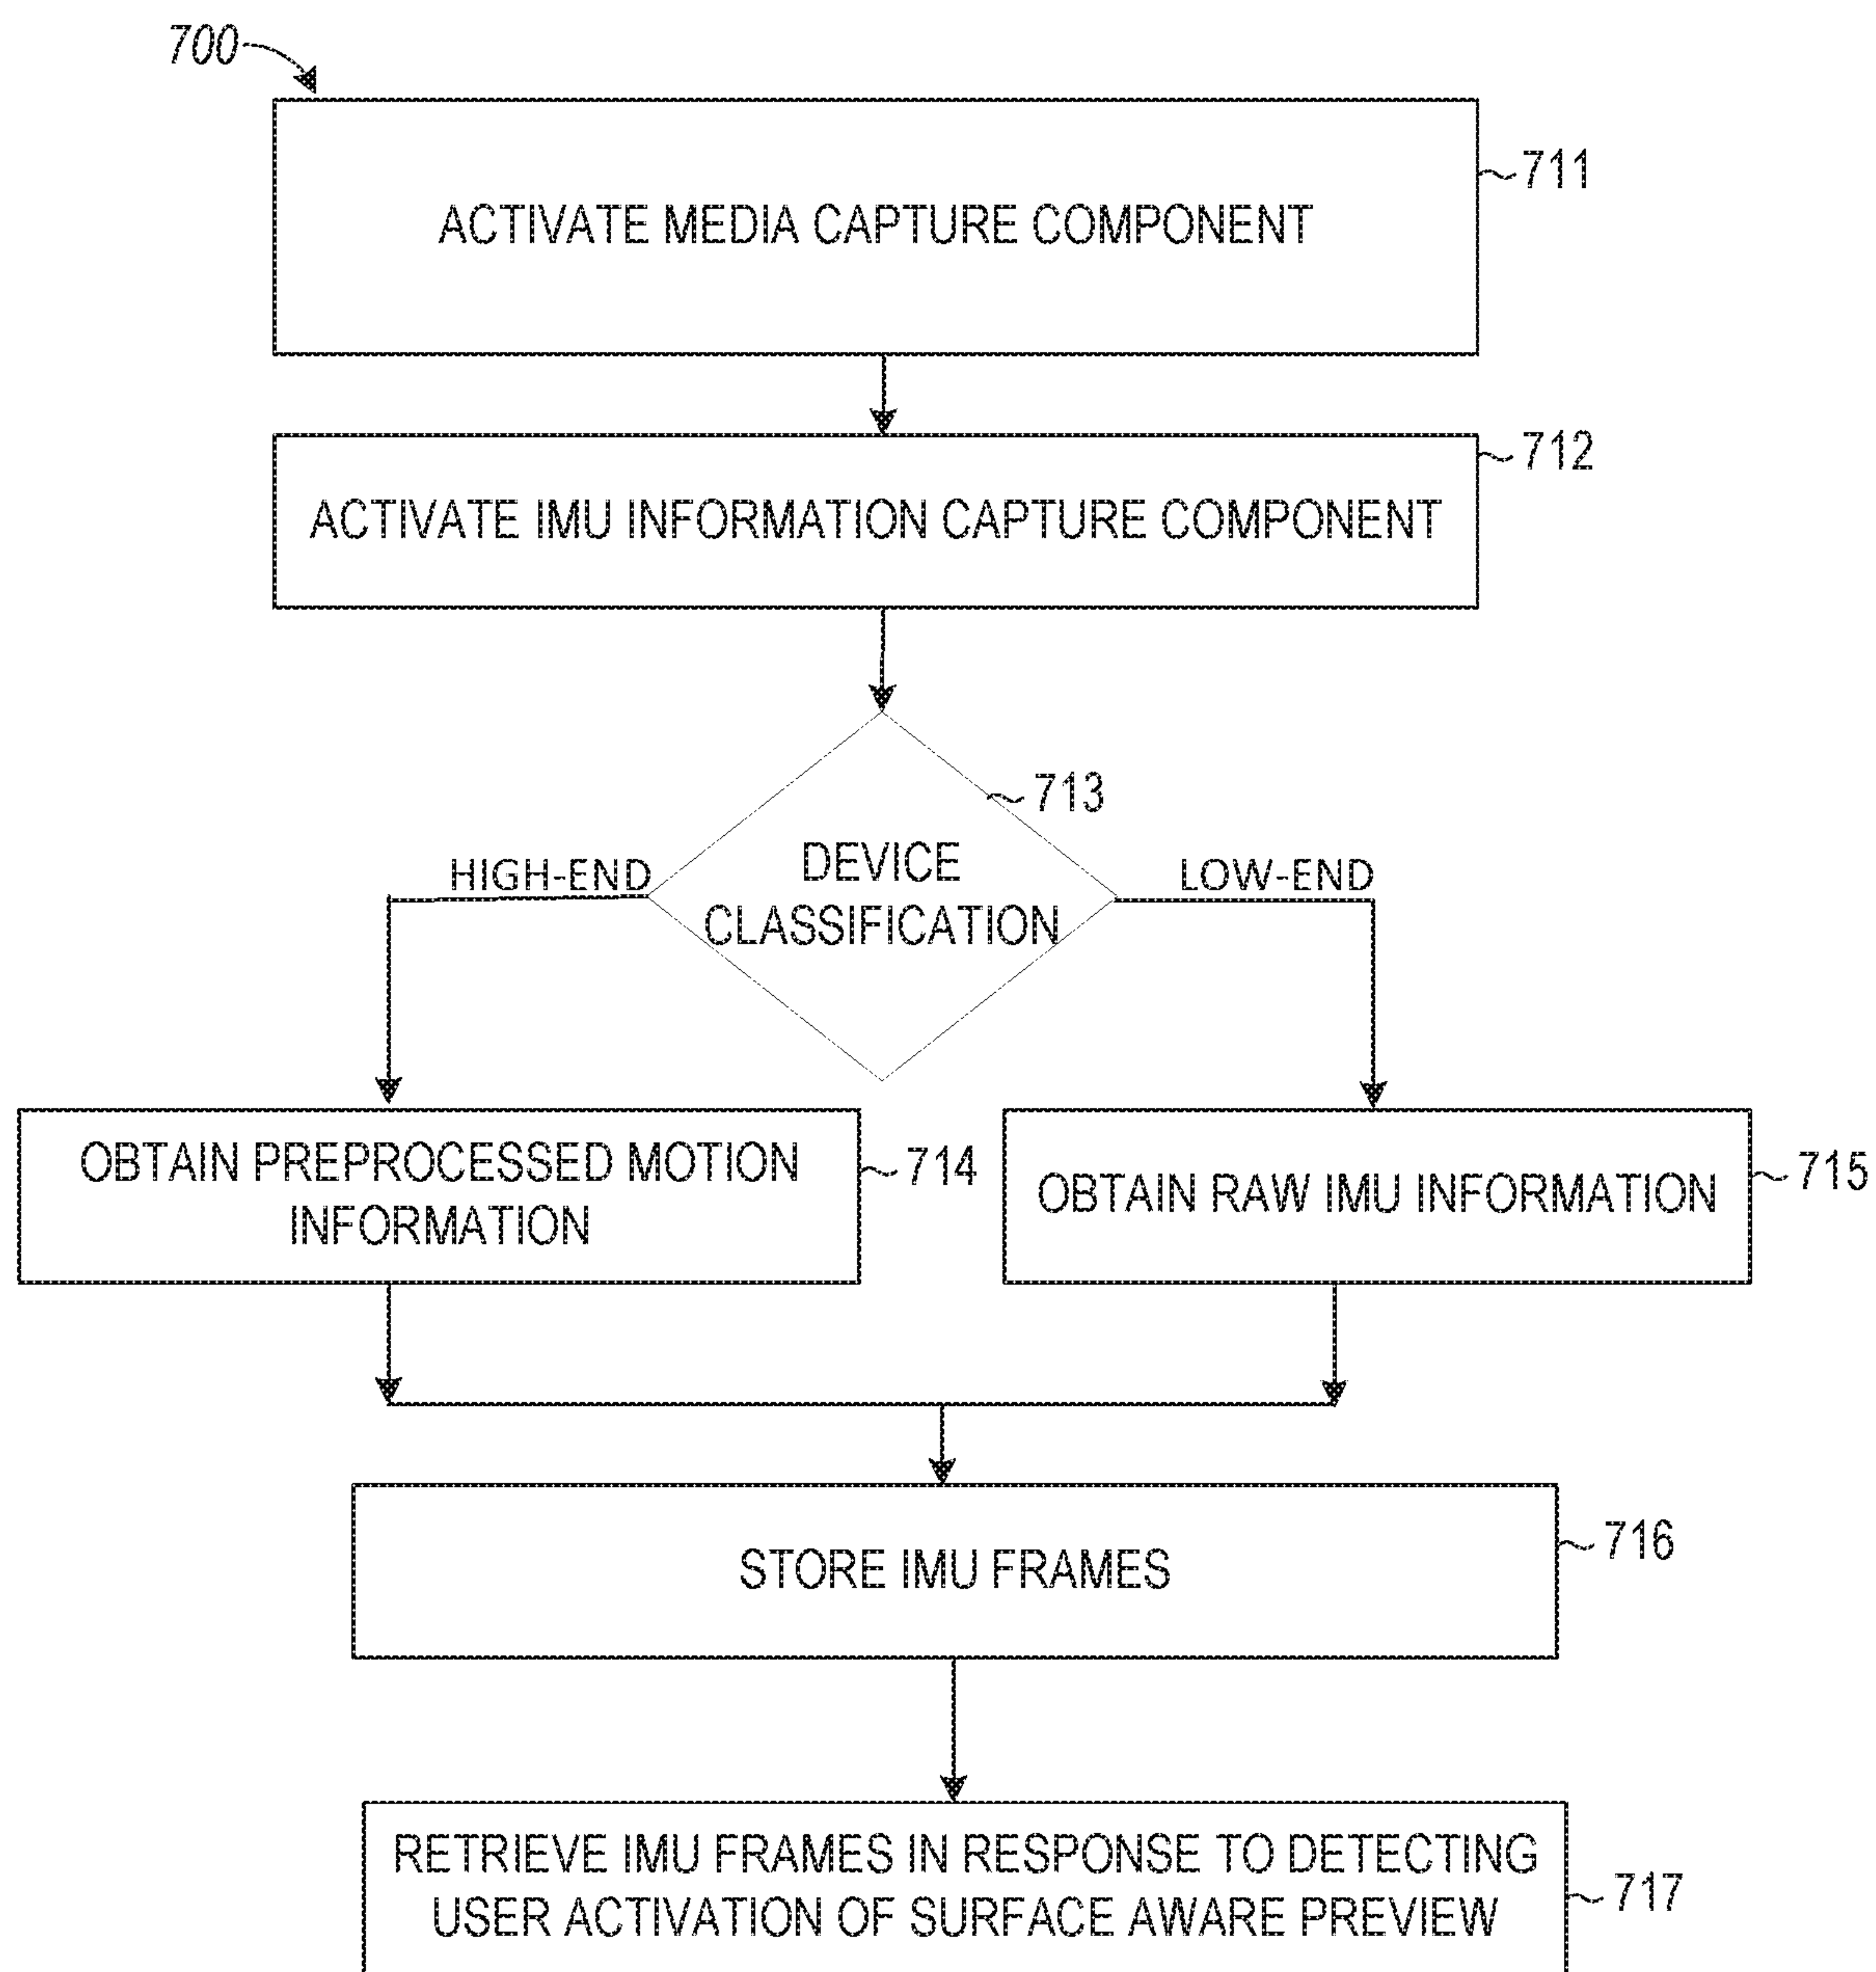 700
ACTIVATE MEDIA CAPTURE COMPONENT
711
ACTIVATE IMU INFORMATION CAPTURE COMPONENT
712
713
DEVICE
CLASSIFICATION
HIGH-END
LOW-END
OBTAIN PREPROCESSED MOTION
INFORMATION
714
OBTAIN RAW IMU INFORMATION
715
STORE IMU FRAMES
716
RETRIEVE IMU FRAMES IN RESPONSE TO DETECTING
USER ACTIVATION OF SURFACE AWARE PREVIEW
717